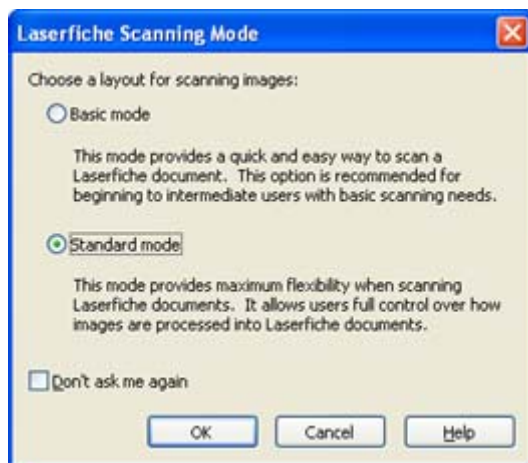 Laserfiche Scanning Mode
Choose a layout for scanning images:
Basic mode
This mode provides a quick and easy way to scan a
Laserfiche document. This option is recommended for
beginning to intermediate users with basic scanning needs.
Standard mode
This mode provides maximum flexibility when scanning
Laserfiche documents. It allows users full control over how
images are processed into Laserfiche documents.
Don't ask me again
OK Cancel Help